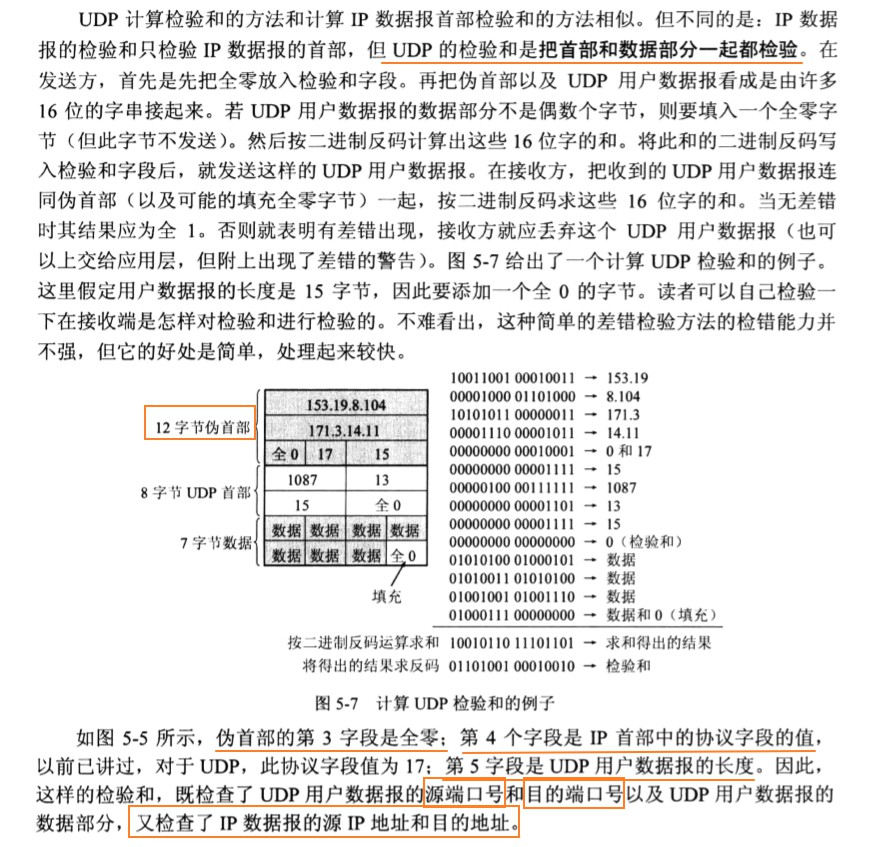 UDP 计算检验和的方法和计算 IP 数据报首部检验和的方法相似。但不同的是：IP 数据
报的检验和只检验 IP 数据报的首部，但 UDP 的检验和是把首部和数据部分一起都检验。在
发送方，首先是先把全零放入检验和字段。再把伪首部以及 UDP 用户数据报看成是由许多
16 位的字串接起来。若 UDP 用户数据报的数据部分不是偶数个字节，则要填入一个全零字
节（但此字节不发送）。然后按二进制反码计算出这些 16 位字的和。将此和的二进制反码写
入检验和字段后，就发送这样的 UDP 用户数据报。在接收方，把收到的 UDP 用户数据报连
同伪首部（以及可能的填充全零字节）一起，按二进制反码求这些 16 位字的和。当无差错
时其结果应为全 1。否则就表明有差错出现，接收方就应丢弃这个 UDP 用户数据报（也可
以上交给应用层，但附上出现了差错的警告）。图 5-7 给出了一个计算 UDP 检验和的例子。
这里假定用户数据报的长度是 15 字节，因此要添加一个全 0 的字节。读者可以自己检验一
下在接收端是怎样对检验和进行检验的。不难看出，这种简单的差错检验方法的检错能力并
不强，但它的好处是简单，处理起来较快。
12 字节伪首部
153.19.8.104
171.3.14.11
全 0 17 15
8 字节 UDP 首部
1087 13
15 全 0
7 字节数据
数据 数据 数据 数据
数据 数据 数据 全 0
填充
10011001 00010011 → 153.19
00001000 01101000 → 8.104
10101011 00000011 → 171.3
00001110 00001011 → 14.11
00000000 00010001 → 0 和 17
00000000 00001111 → 15
00000100 00111111 → 1087
00000000 00001101 → 13
00000000 00001111 → 15
00000000 00000000 → 0（检验和）
01010100 01000101 → 数据
01010011 01010100 → 数据
01001001 01001110 → 数据
01000111 00000000 → 数据和 0（填充）
按二进制反码运算求和 10010110 11101101 → 求和得出的结果
将得出的结果求反码 01101001 00010010 → 检验和
图 5-7 计算 UDP 检验和的例子
如图 5-5 所示，伪首部的第 3 字段是全零；第 4 个字段是 IP 首部中的协议字段的值，
以前已讲过，对于 UDP，此协议字段值为 17；第 5 字段是 UDP 用户数据报的长度。因此，
这样的检验和，既检查了 UDP 用户数据报的源端口号和目的端口号以及 UDP 用户数据报的
数据部分，又检查了 IP 数据报的源 IP 地址和目的地址。